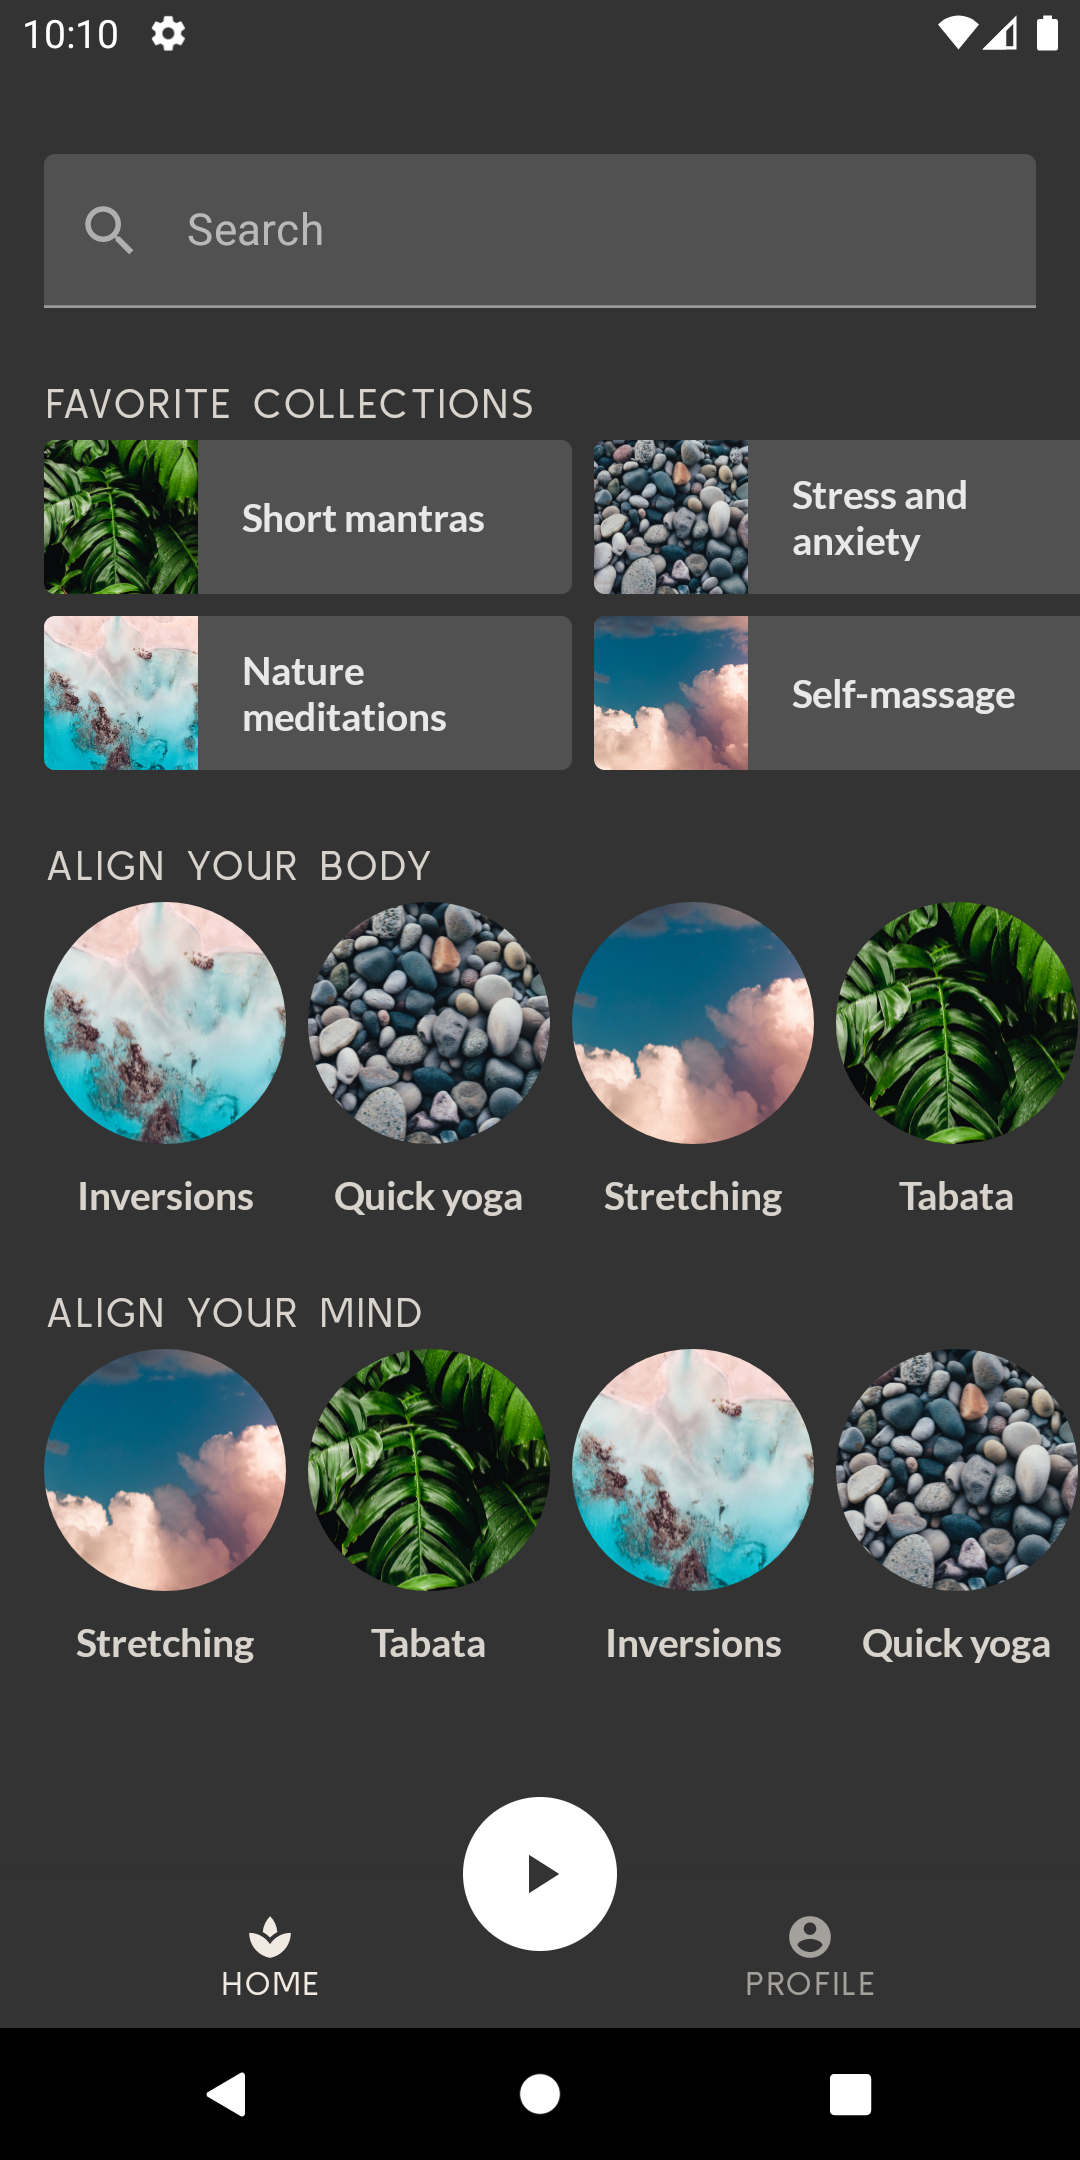 10:10
Search
FAVORITE COLLECTIONS
Short mantras
Stress and
anxiety
Nature
meditations
Self-massage
ALIGN YOUR BODY
Inversions
Quick yoga
Stretching
Tabata
ALIGN YOUR MIND
Stretching
Tabata
Inversions
Quick yoga
HOME
PROFILE